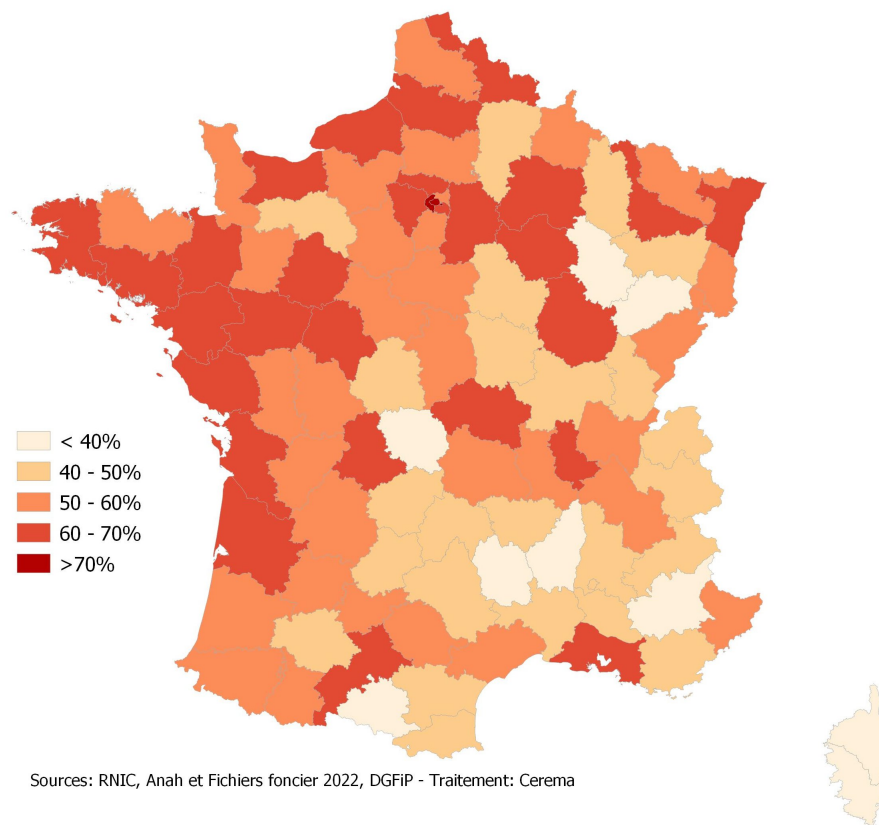 < 40%
40 - 50%
50 - 60%
60 - 70%
>70%
Sources: RNIC, Anah et Fichiers foncier 2022, DGFiP - Traitement: Cerema